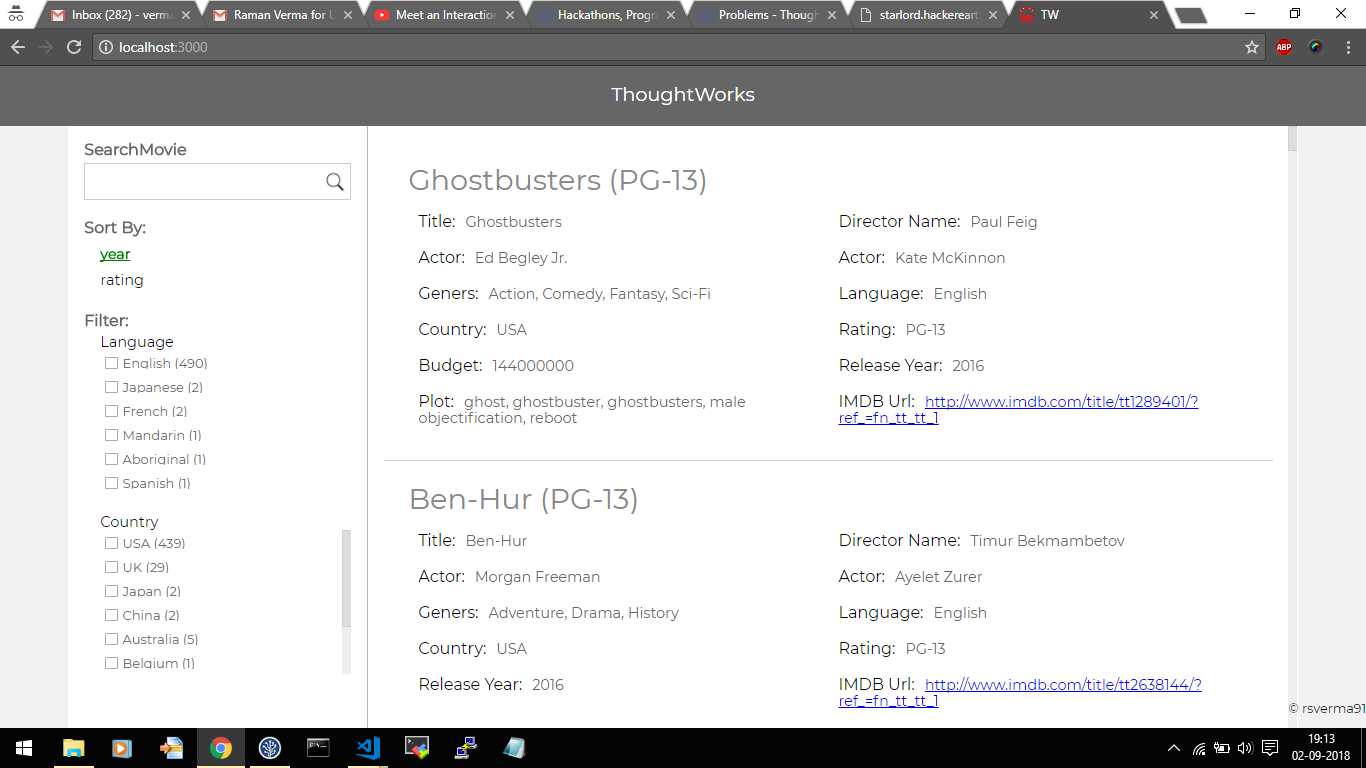 Inbox (282) - verma
Raman Verma for U
Meet an Interaction
Hackathons, Progra
Problems - Though
starlord.hackereart
TW
localhost:3000
ABP
ThoughtWorks
SearchMovie
Sort By:
year
rating
Filter:
Language
English (490)
Japanese (2)
French (2)
Mandarin (1)
Aboriginal (1)
Spanish (1)
Country
USA (439)
UK (29)
Japan (2)
China (2)
Australia (5)
Belgium (1)
Ghostbusters (PG-13)
Title: Ghostbusters
Director Name: Paul Feig
Actor: Ed Begley Jr.
Actor: Kate McKinnon
Geners: Action, Comedy, Fantasy, Sci-Fi
Language: English
Country: USA
Rating: PG-13
Budget: 144000000
Release Year: 2016
Plot: ghost, ghostbuster, ghostbusters, male
objectification, reboot
IMDB Url: http://www.imdb.com/title/tt1289401/?
ref_=fn_tt_tt_1
Ben-Hur (PG-13)
Title: Ben-Hur
Director Name: Timur Bekmambetov
Actor: Morgan Freeman
Actor: Ayelet Zurer
Geners: Adventure, Drama, History
Language: English
Country: USA
Rating: PG-13
Release Year: 2016
IMDB Url: http://www.imdb.com/title/tt2638144/?
ref_=fn_tt_tt_1
© rsverma91
19:13
02-09-2018